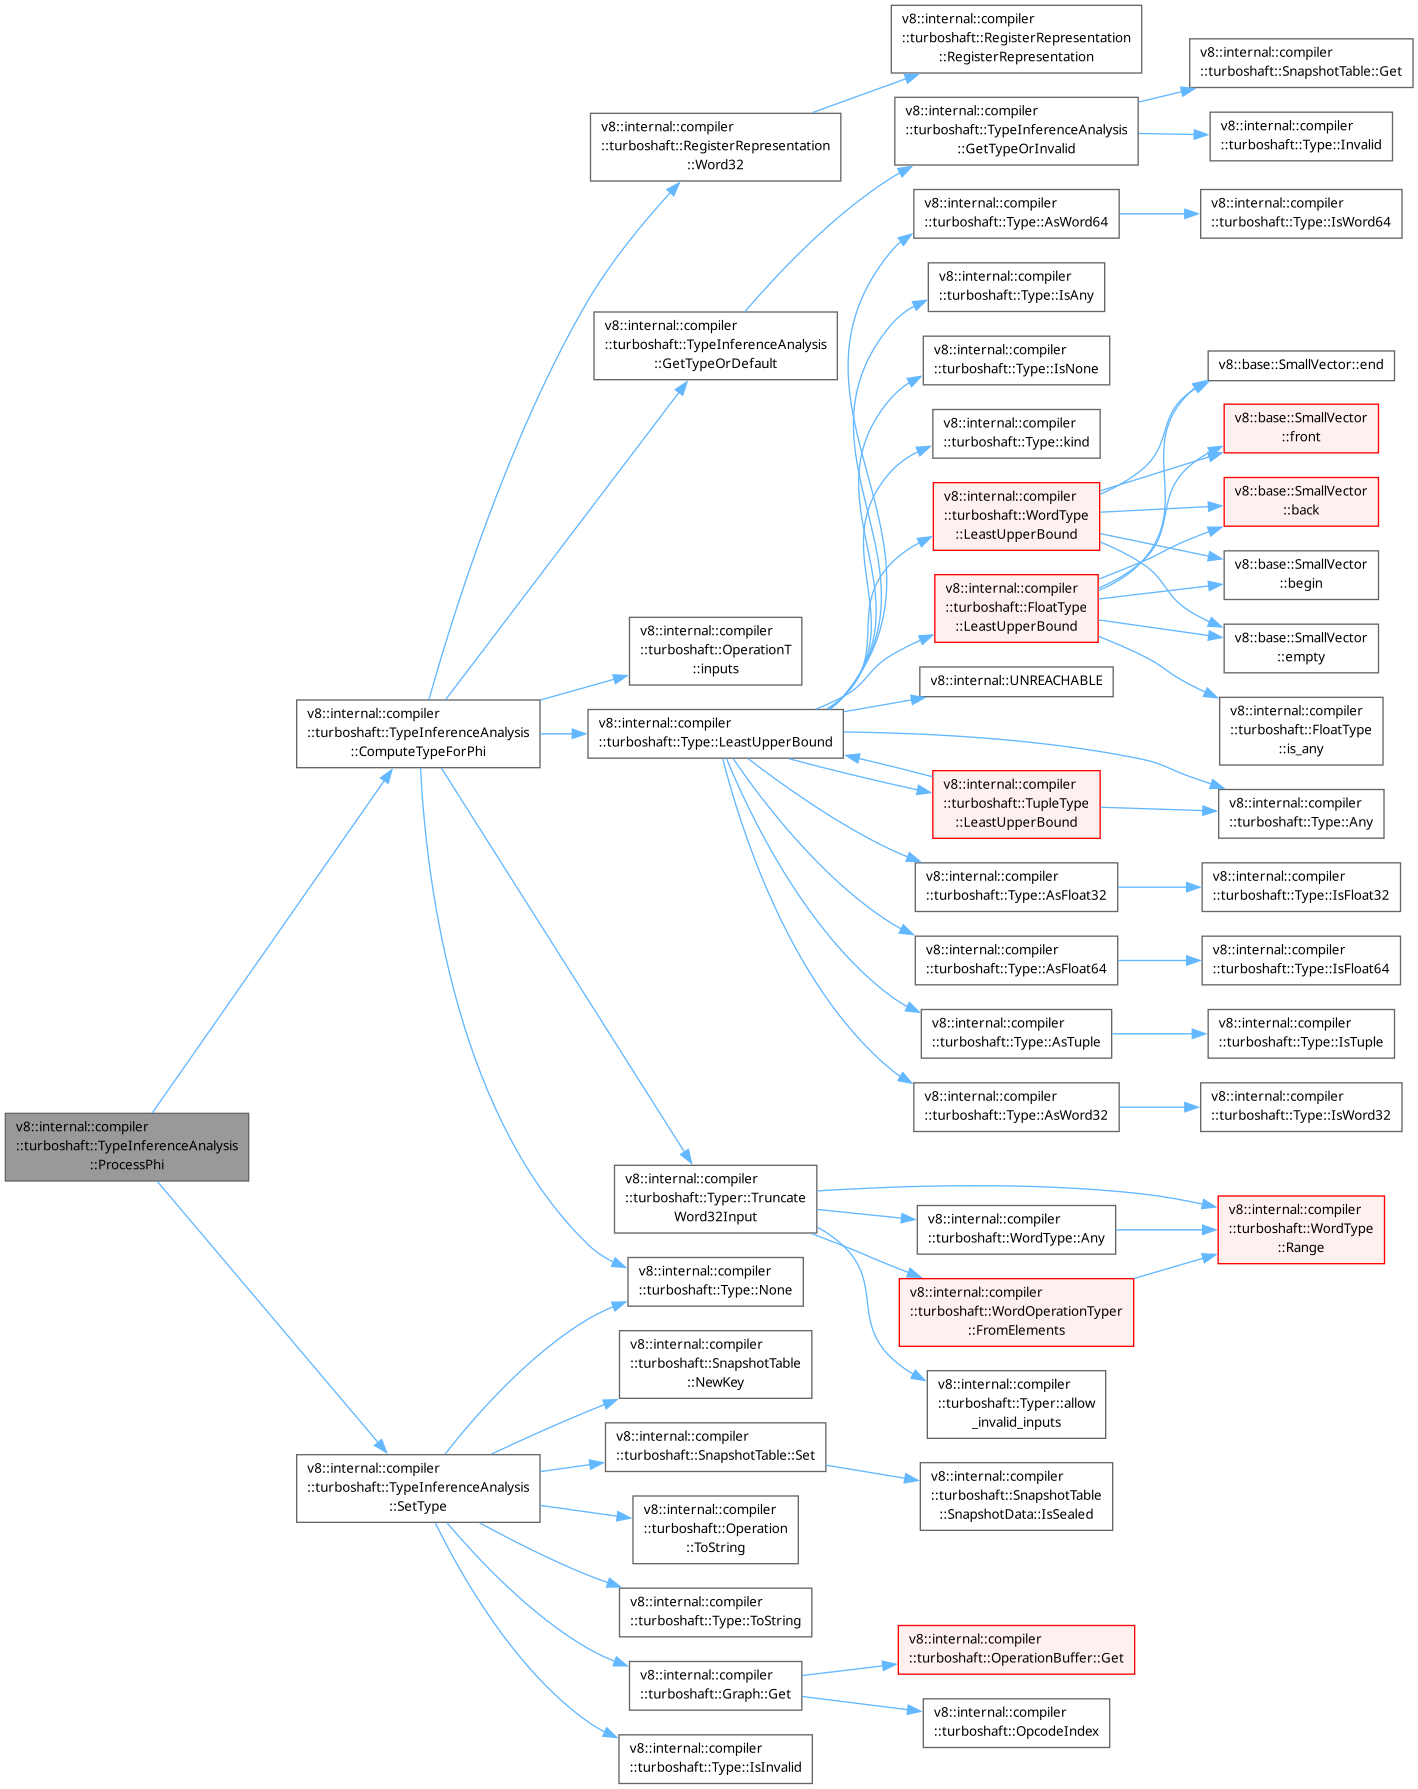 v8::internal::compiler
::turboshaft::TypeInferenceAnalysis
::ProcessPhi
v8::internal::compiler
::turboshaft::TypeInferenceAnalysis
::ComputeTypeForPhi
v8::internal::compiler
::turboshaft::TypeInferenceAnalysis
::SetType
v8::internal::compiler
::turboshaft::RegisterRepresentation
::Word32
v8::internal::compiler
::turboshaft::TypeInferenceAnalysis
::GetTypeOrDefault
v8::internal::compiler
::turboshaft::OperationT
::inputs
v8::internal::compiler
::turboshaft::Type::LeastUpperBound
v8::internal::compiler
::turboshaft::Typer::Truncate
Word32Input
v8::internal::compiler
::turboshaft::Type::None
v8::internal::compiler
::turboshaft::SnapshotTable
::NewKey
v8::internal::compiler
::turboshaft::SnapshotTable::Set
v8::internal::compiler
::turboshaft::Operation
::ToString
v8::internal::compiler
::turboshaft::Type::ToString
v8::internal::compiler
::turboshaft::Graph::Get
v8::internal::compiler
::turboshaft::Type::IsInvalid
v8::internal::compiler
::turboshaft::RegisterRepresentation
::RegisterRepresentation
v8::internal::compiler
::turboshaft::TypeInferenceAnalysis
::GetTypeOrInvalid
v8::internal::compiler
::turboshaft::Type::AsWord64
v8::internal::compiler
::turboshaft::Type::IsAny
v8::internal::compiler
::turboshaft::Type::IsNone
v8::internal::compiler
::turboshaft::Type::kind
v8::internal::compiler
::turboshaft::WordType
::LeastUpperBound
v8::internal::compiler
::turboshaft::FloatType
::LeastUpperBound
v8::internal::UNREACHABLE
v8::internal::compiler
::turboshaft::TupleType
::LeastUpperBound
v8::internal::compiler
::turboshaft::Type::AsFloat32
v8::internal::compiler
::turboshaft::Type::AsFloat64
v8::internal::compiler
::turboshaft::Type::AsTuple
v8::internal::compiler
::turboshaft::Type::AsWord32
v8::internal::compiler
::turboshaft::WordType::Any
v8::internal::compiler
::turboshaft::WordOperationTyper
::FromElements
v8::internal::compiler
::turboshaft::Typer::allow
_invalid_inputs
v8::internal::compiler
::turboshaft::SnapshotTable
::SnapshotData::IsSealed
v8::internal::compiler
::turboshaft::OperationBuffer::Get
v8::internal::compiler
::turboshaft::OpcodeIndex
v8::internal::compiler
::turboshaft::SnapshotTable::Get
v8::internal::compiler
::turboshaft::Type::Invalid
v8::internal::compiler
::turboshaft::Type::IsWord64
v8::base::SmallVector::end
v8::base::SmallVector
::front
v8::base::SmallVector
::back
v8::base::SmallVector
::begin
v8::base::SmallVector
::empty
v8::internal::compiler
::turboshaft::FloatType
::is_any
v8::internal::compiler
::turboshaft::Type::Any
v8::internal::compiler
::turboshaft::Type::IsFloat32
v8::internal::compiler
::turboshaft::Type::IsFloat64
v8::internal::compiler
::turboshaft::Type::IsTuple
v8::internal::compiler
::turboshaft::Type::IsWord32
v8::internal::compiler
::turboshaft::WordType
::Range